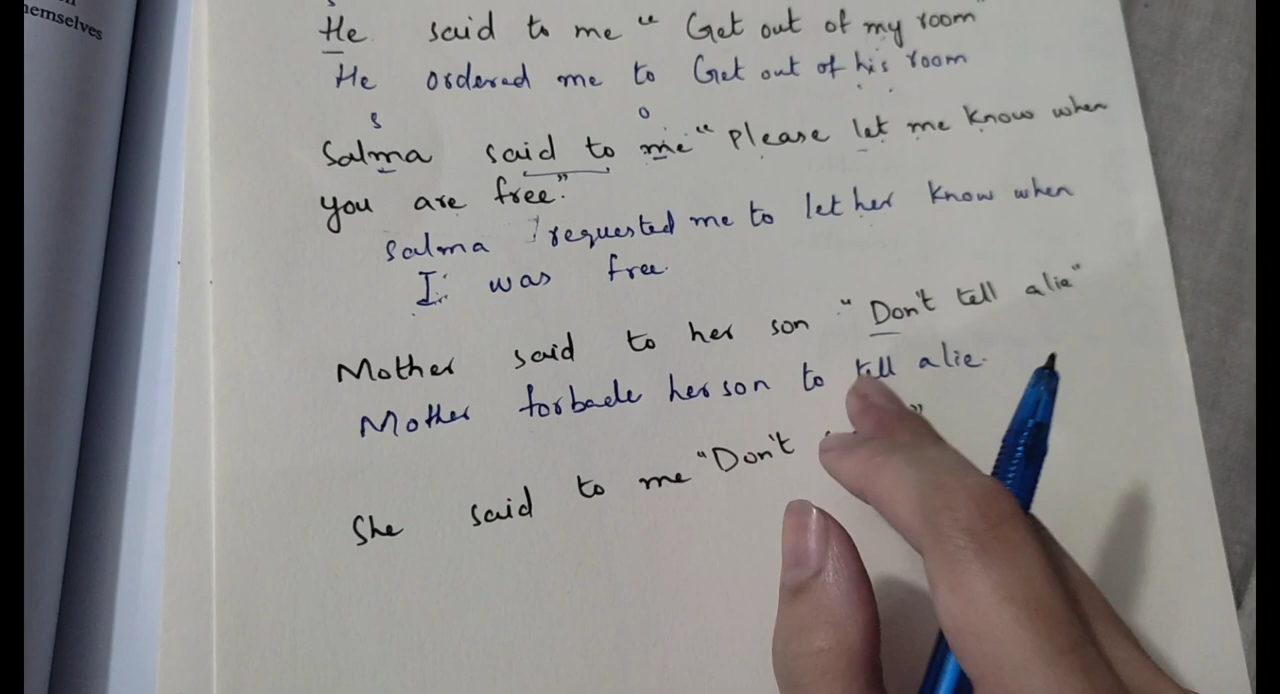 themselves
He said to me " Get out of my room"
He ordered me to Get out of his room
S O
Salma said to me " Please let me know when
you are free."
Salma requested me to let her know when
I was free.
Mother said to her son " Don't tell a lie"
Mother forbade her son to tell a lie.
She said to me "Don't "